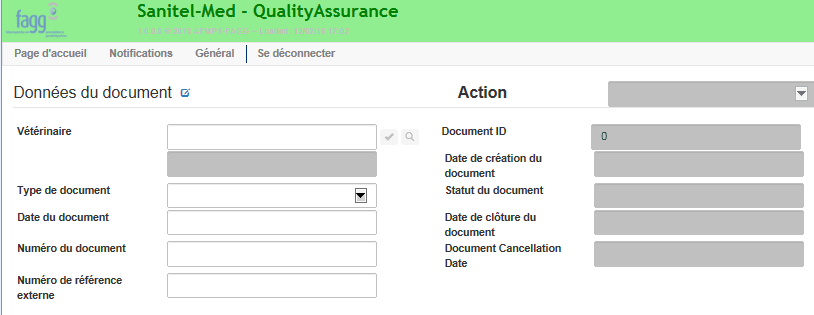 fagg
Sanitel-Med - QualityAssurance
Page d'accueil Notifications Général Se déconnecter
Données du document Action
Vétérinaire
Document ID 0
Date de création du
document
Type de document
Statut du document
Date du document
Date de clôture du
document
Numéro du document
Document Cancellation
Date
Numéro de référence
externe